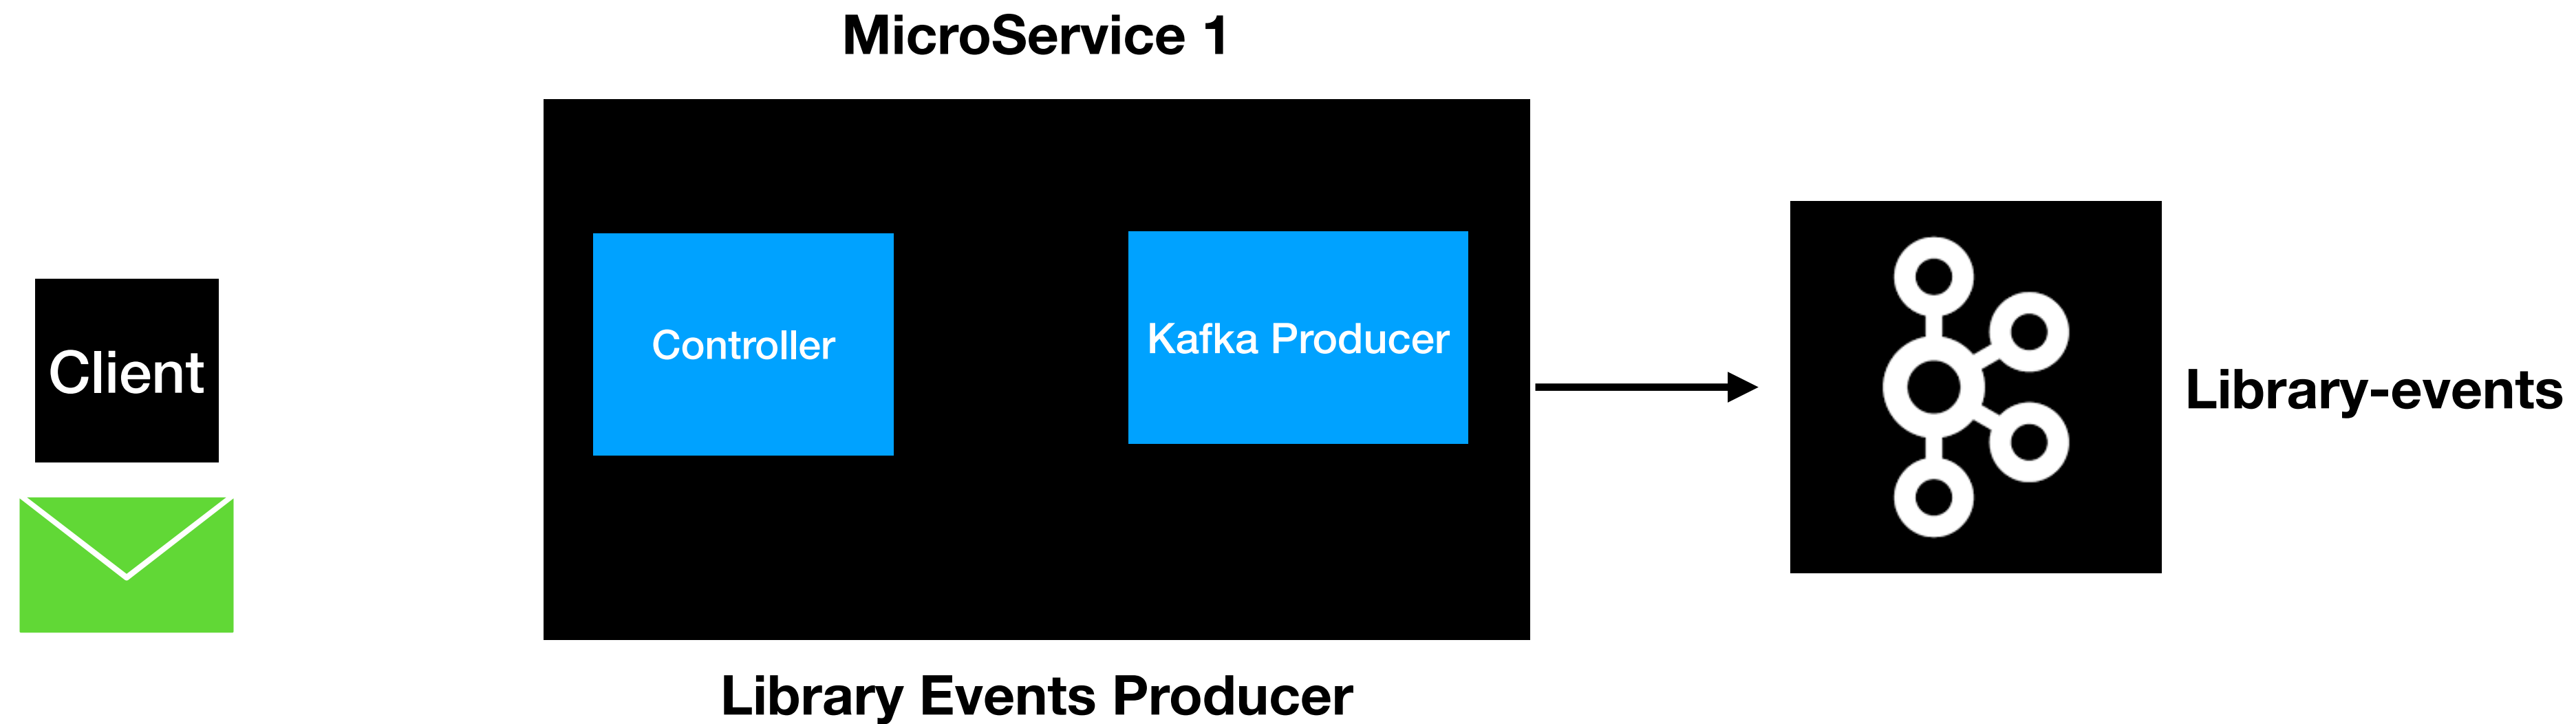 MicroService 1
Client
Controller
Kafka Producer
Library-events
Library Events Producer